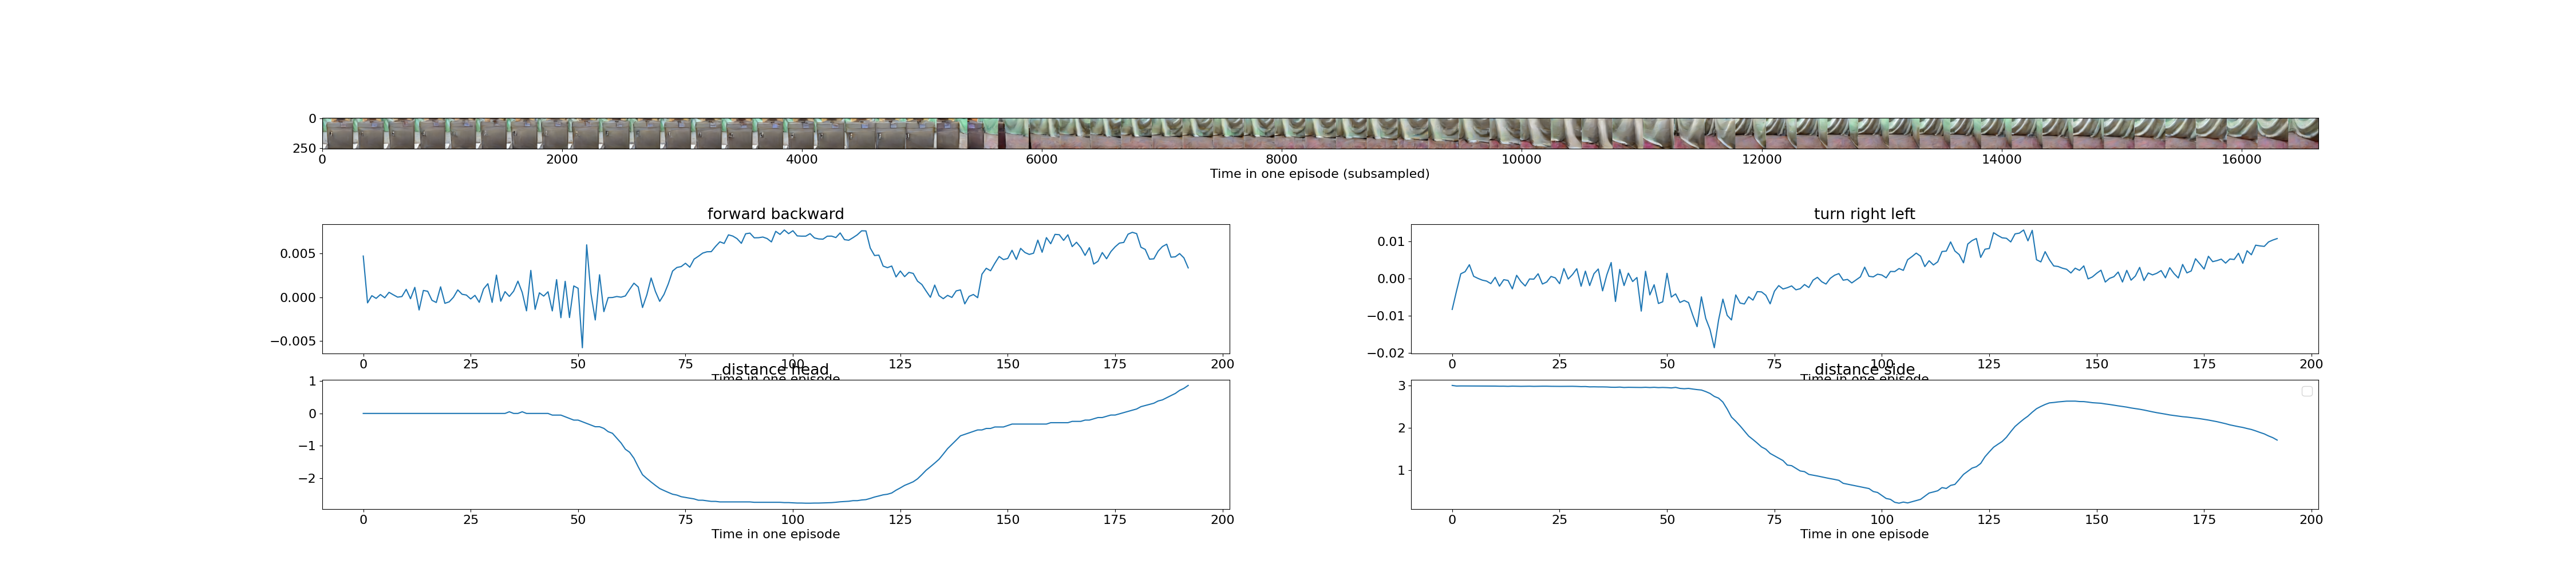 0
250
0 2000 4000 6000 8000 10000 12000 14000 16000
Time in one episode (subsampled)
forward backward
0.005
0.000
−0.005
0 25 50 75 100 125 150 175 200
Time in one episode
turn right left
0.01
0.00
−0.01
−0.02
0 25 50 75 100 125 150 175 200
Time in one episode
distance head
1
0
−1
−2
0 25 50 75 100 125 150 175 200
Time in one episode
distance side
3
2
1
0 25 50 75 100 125 150 175 200
Time in one episode